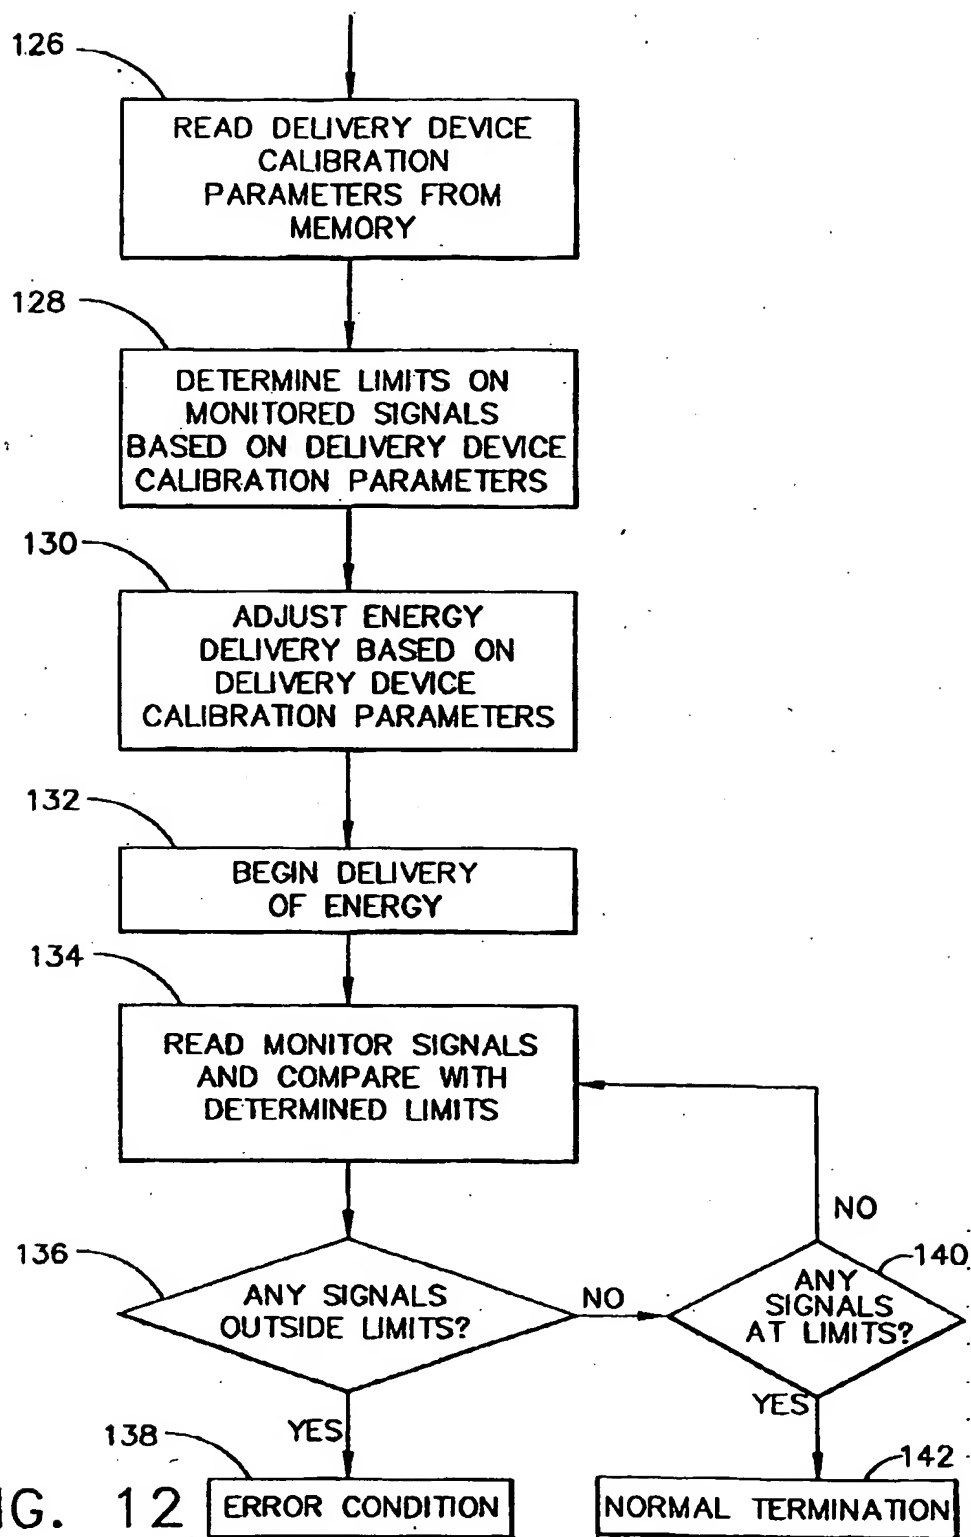 126
READ DELIVERY DEVICE
CALIBRATION
PARAMETERS FROM
MEMORY
128
DETERMINE LIMITS ON
MONITORED SIGNALS
BASED ON DELIVERY DEVICE
CALIBRATION PARAMETERS
130
ADJUST ENERGY
DELIVERY BASED ON
DELIVERY DEVICE
CALIBRATION PARAMETERS
132
BEGIN DELIVERY
OF ENERGY
134
READ MONITOR SIGNALS
AND COMPARE WITH
DETERMINED LIMITS
NO
136
ANY SIGNALS
OUTSIDE LIMITS?
NO
140
ANY
SIGNALS
AT LIMITS?
YES
YES
138
ERROR CONDITION
142
NORMAL TERMINATION
IG. 12